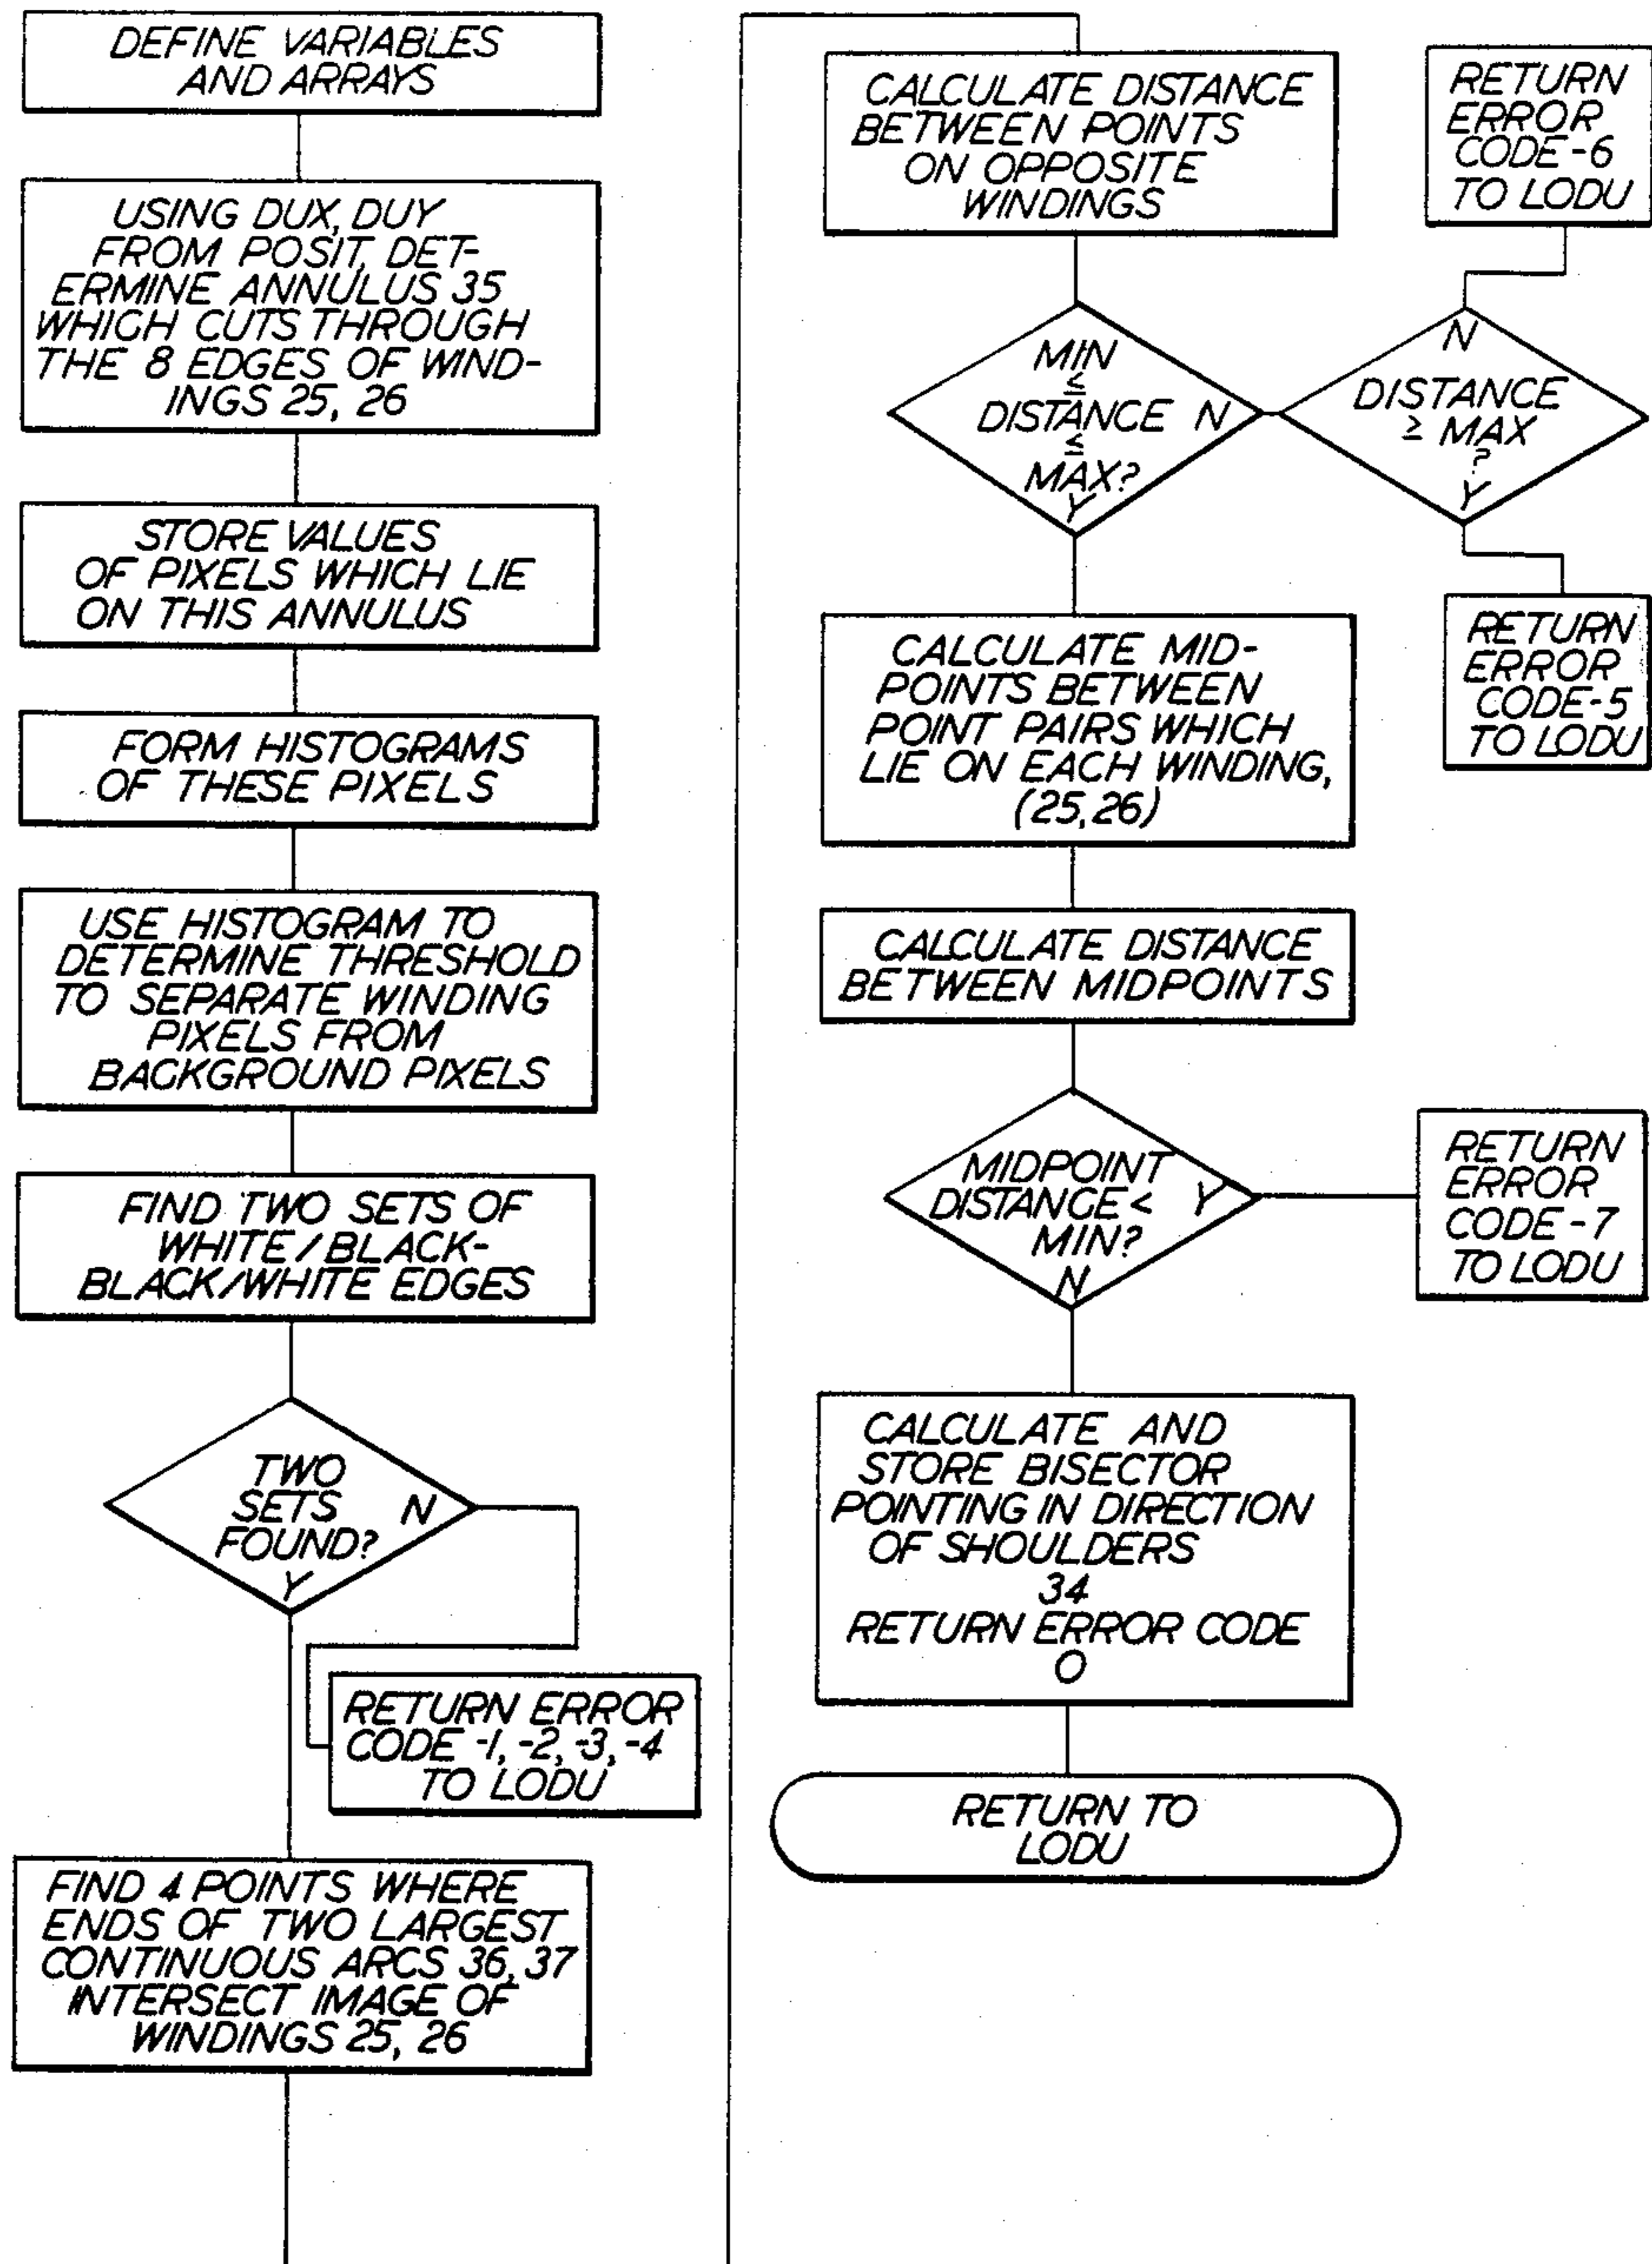 DEFINE VARIABLES
AND ARRAYS
USING DUX, DUY
FROM POSIT, DET-
ERMINE ANNULUS 35
WHICH CUTS THROUGH
THE 8 EDGES OF WIND-
INGS 25, 26
STORE VALUES
OF PIXELS WHICH LIE
ON THIS ANNULUS
FORM HISTOGRAMS
OF THESE PIXELS
USE HISTOGRAM TO
DETERMINE THRESHOLD
TO SEPARATE WINDING
PIXELS FROM
BACKGROUND PIXELS
FIND TWO SETS OF
WHITE/BLACK-
BLACK/WHITE EDGES
TWO
SETS N
FOUND?
Y
RETURN ERROR
CODE -1, -2, -3, -4
TO LODU
FIND 4 POINTS WHERE
ENDS OF TWO LARGEST
CONTINUOUS ARCS 36, 37
INTERSECT IMAGE OF
WINDINGS 25, 26
CALCULATE DISTANCE
BETWEEN POINTS
ON OPPOSITE
WINDINGS
MIN
≤
DISTANCE N
≤
MAX?
Y
N
DISTANCE
≥ MAX
?
Y
RETURN
ERROR
CODE-6
TO LODU
RETURN
ERROR
CODE-5
TO LODU
CALCULATE MID-
POINTS BETWEEN
POINT PAIRS WHICH
LIE ON EACH WINDING,
(25,26)
CALCULATE DISTANCE
BETWEEN MIDPOINTS
MIDPOINT
DISTANCE < Y
MIN?
N
RETURN
ERROR
CODE-7
TO LODU
CALCULATE AND
STORE BISECTOR
POINTING IN DIRECTION
OF SHOULDERS
34
RETURN ERROR CODE
0
RETURN TO
LODU